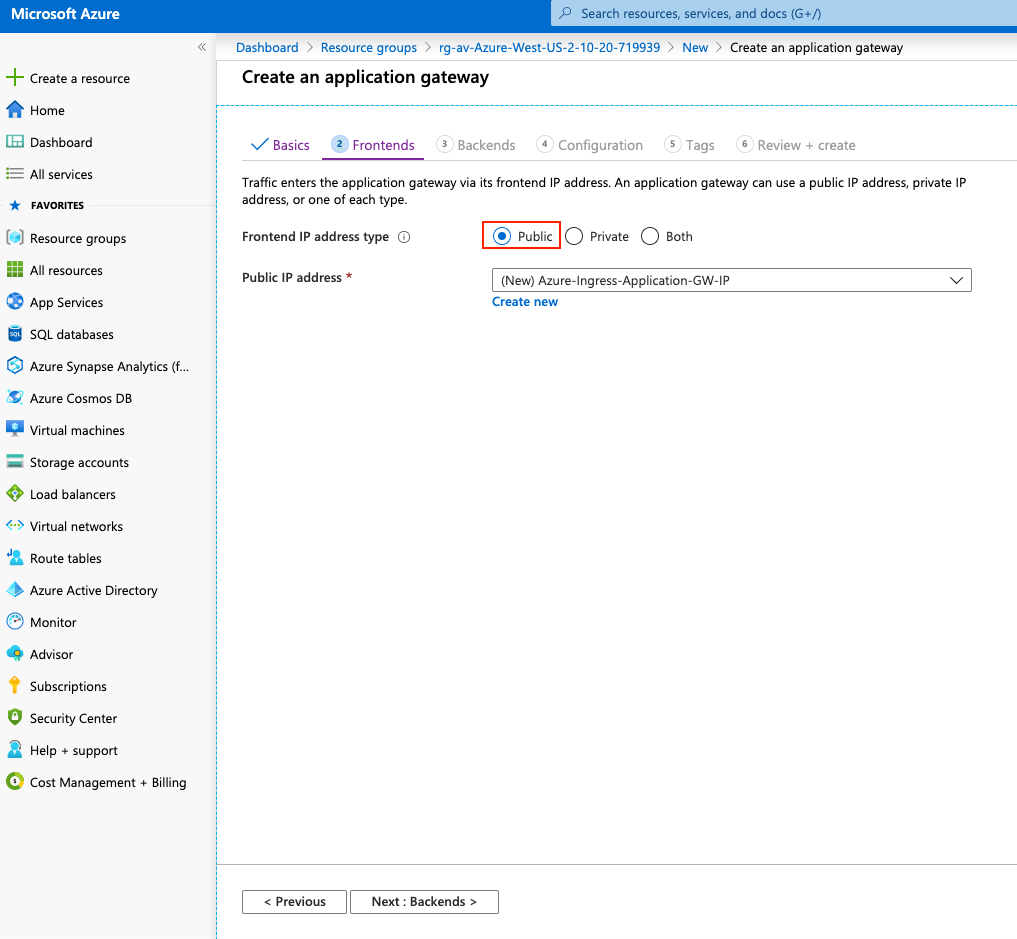 Microsoft Azure
Search resources, services, and docs (G+/)
«
Dashboard > Resource groups > rg-av-Azure-West-US-2-10-20-719939 > New > Create an application gateway
Create a resource
Home
Dashboard
All services
FAVORITES
Resource groups
All resources
App Services
SQL
SQL databases
Azure Synapse Analytics (f...
Azure Cosmos DB
Virtual machines
Storage accounts
Load balancers
Virtual networks
Route tables
Azure Active Directory
Monitor
Advisor
Subscriptions
Security Center
Help + support
Cost Management + Billing
Create an application gateway
Basics 2 Frontends 3 Backends 4 Configuration 5 Tags 6 Review + create
Traffic enters the application gateway via its frontend IP address. An application gateway can use a public IP address, private IP
address, or one of each type.
Frontend IP address type Public Private Both
Public IP address * (New) Azure-Ingress-Application-GW-IP
Create new
< Previous Next : Backends >